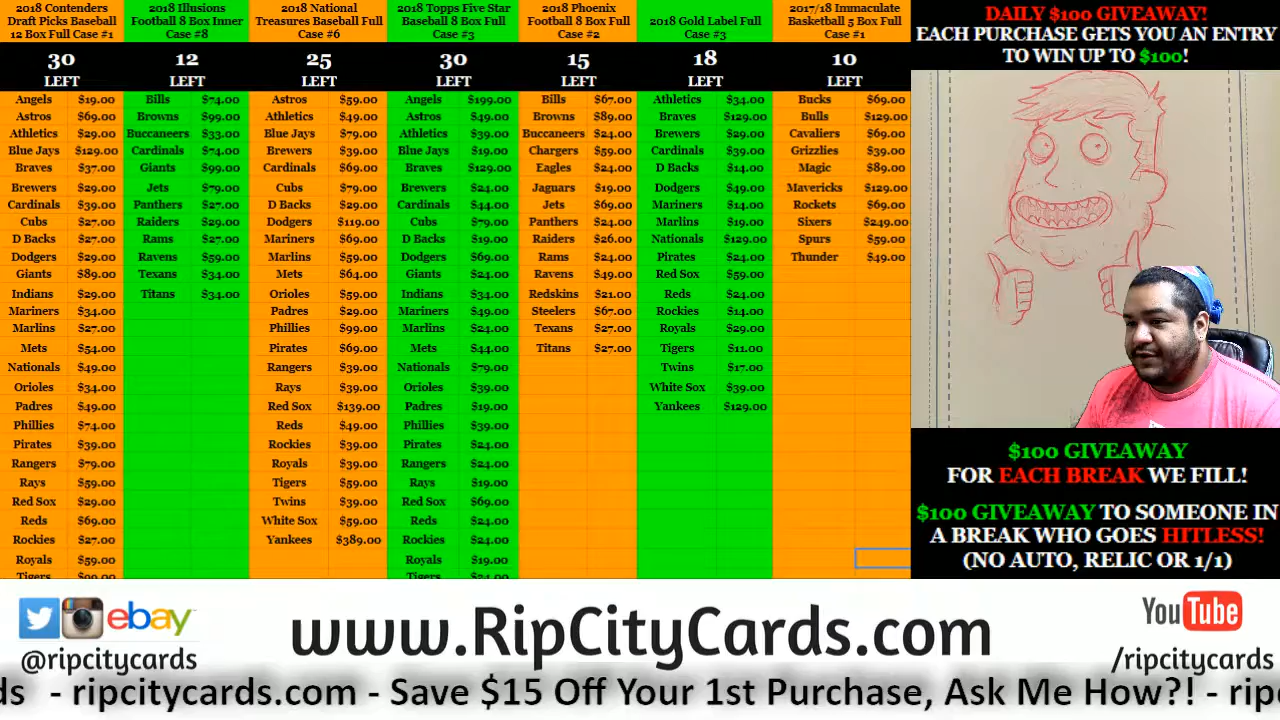 2018 Contenders
Draft Picks Baseball
12 Box Full Case #1
30
LEFT
Angels $19.00
Astros $69.00
Athletics $29.00
Blue Jays $129.00
Braves $37.00
Brewers $29.00
Cardinals $39.00
Cubs $27.00
D Backs $27.00
Dodgers $29.00
Giants $89.00
Indians $29.00
Mariners $34.00
Marlins $27.00
Mets $54.00
Nationals $49.00
Orioles $34.00
Padres $49.00
Phillies $74.00
Pirates $39.00
Rangers $79.00
Rays $59.00
Red Sox $29.00
Reds $69.00
Rockies $27.00
Royals $59.00
Tigers $99.00
2018 Illusions
Football 8 Box Inner
Case #8
12
LEFT
Bills $74.00
Browns $99.00
Buccaneers $33.00
Cardinals $74.00
Giants $99.00
Jets $79.00
Panthers $27.00
Raiders $29.00
Rams $27.00
Ravens $59.00
Texans $34.00
Titans $34.00
2018 National
Treasures Baseball Full
Case #6
25
LEFT
Astros $59.00
Athletics $49.00
Blue Jays $79.00
Brewers $39.00
Cardinals $69.00
Cubs $79.00
D Backs $29.00
Dodgers $119.00
Mariners $69.00
Marlins $59.00
Mets $64.00
Orioles $59.00
Padres $29.00
Phillies $99.00
Pirates $69.00
Rangers $39.00
Rays $39.00
Red Sox $139.00
Reds $49.00
Rockies $39.00
Royals $39.00
Tigers $59.00
Twins $39.00
White Sox $59.00
Yankees $389.00
2018 Topps Five Star
Baseball 8 Box Full
Case #3
30
LEFT
Angels $199.00
Astros $49.00
Athletics $39.00
Blue Jays $19.00
Braves $129.00
Brewers $24.00
Cardinals $44.00
Cubs $79.00
D Backs $19.00
Dodgers $69.00
Giants $24.00
Indians $34.00
Mariners $49.00
Marlins $24.00
Mets $44.00
Nationals $79.00
Orioles $39.00
Padres $19.00
Phillies $39.00
Pirates $24.00
Rangers $24.00
Rays $19.00
Red Sox $69.00
Reds $24.00
Rockies $24.00
Royals $19.00
Tigers $24.00
2018 Phoenix
Football 8 Box Full
Case #2
15
LEFT
Bills $67.00
Browns $89.00
Buccaneers $24.00
Chargers $59.00
Eagles $24.00
Jaguars $19.00
Jets $69.00
Panthers $24.00
Raiders $26.00
Rams $24.00
Ravens $49.00
Redskins $21.00
Steelers $67.00
Texans $27.00
Titans $27.00
2018 Gold Label Full
Case #3
18
LEFT
Athletics $34.00
Braves $129.00
Brewers $29.00
Cardinals $39.00
D Backs $14.00
Dodgers $49.00
Mariners $14.00
Marlins $19.00
Nationals $129.00
Pirates $24.00
Red Sox $59.00
Reds $24.00
Rockies $14.00
Royals $29.00
Tigers $11.00
Twins $17.00
White Sox $39.00
Yankees $129.00
2017/18 Immaculate
Basketball 5 Box Full
Case #1
10
LEFT
Bucks $69.00
Bulls $129.00
Cavaliers $69.00
Grizzlies $39.00
Magic $89.00
Mavericks $129.00
Rockets $69.00
Sixers $249.00
Spurs $59.00
Thunder $49.00
DAILY $100 GIVEAWAY!
EACH PURCHASE GETS YOU AN ENTRY
TO WIN UP TO $100!
$100 GIVEAWAY
FOR EACH BREAK WE FILL!
$100 GIVEAWAY TO SOMEONE IN
A BREAK WHO GOES HITLESS!
(NO AUTO, RELIC OR 1/1)
ebay
@ripcitycards
www.RipCityCards.com
YouTube
/ripcitycards
ds - ripcitycards.com - Save $15 Off Your 1st Purchase, Ask Me How?! - ripc